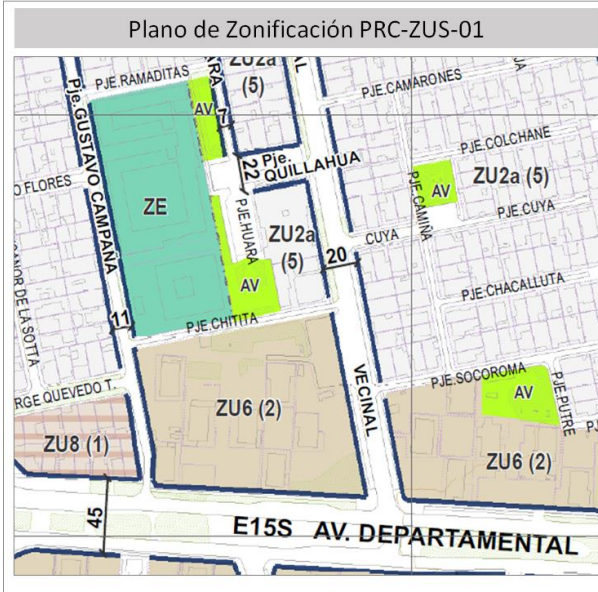 Plano de Zonificación PRC-ZUS-01
PJE.RAMADITAS
ZU2a
(5)
PJE.CAMARONES
Pje.GUSTAVO CAMPAÑA
AV
7
PJE.COLCHANE
22
Pje.
QUILLAHUA
O FLORES
ZE
PJE.HUARA
PJE.CAMIÑA
AV
ZU2a (5)
PJE.CUYA
ZU2a
(5)
CUYA
20
AV
PJE.CHACALLUTA
11
PJE.CHITITA
VECINAL
PJE.SOCOROMA
AV
PJE.PUTRE
RGE QUEVEDO T.
ZU6 (2)
ZU8 (1)
ZU6 (2)
45
E15S AV. DEPARTAMENTAL